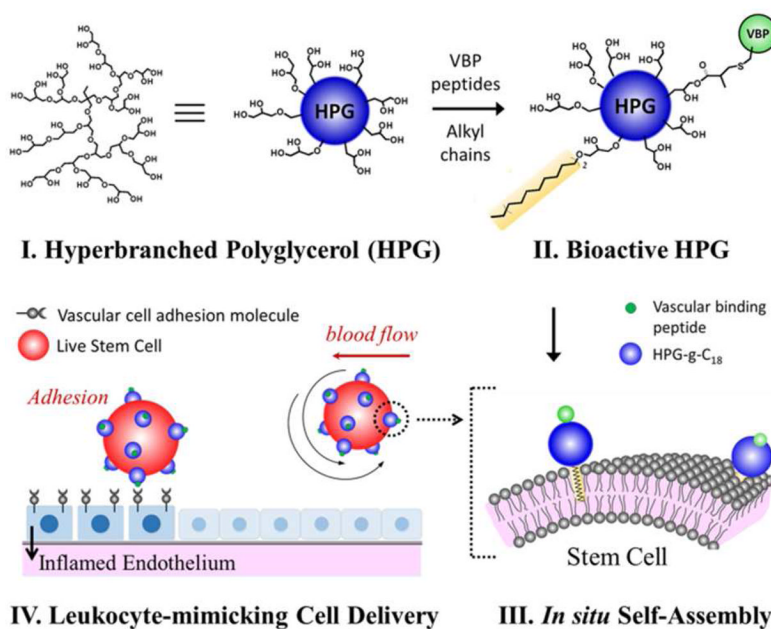 HPG
VBP
peptides
Alkyl
chains
HPG
VBP
I. Hyperbranched Polyglycerol (HPG)
II. Bioactive HPG
Vascular cell adhesion molecule
Live Stem Cell
blood flow
Adhesion
Vascular binding
peptide
HPG-g-C18
Inflamed Endothelium
Stem Cell
IV. Leukocyte-mimicking Cell Delivery
III. In situ Self-Assembly